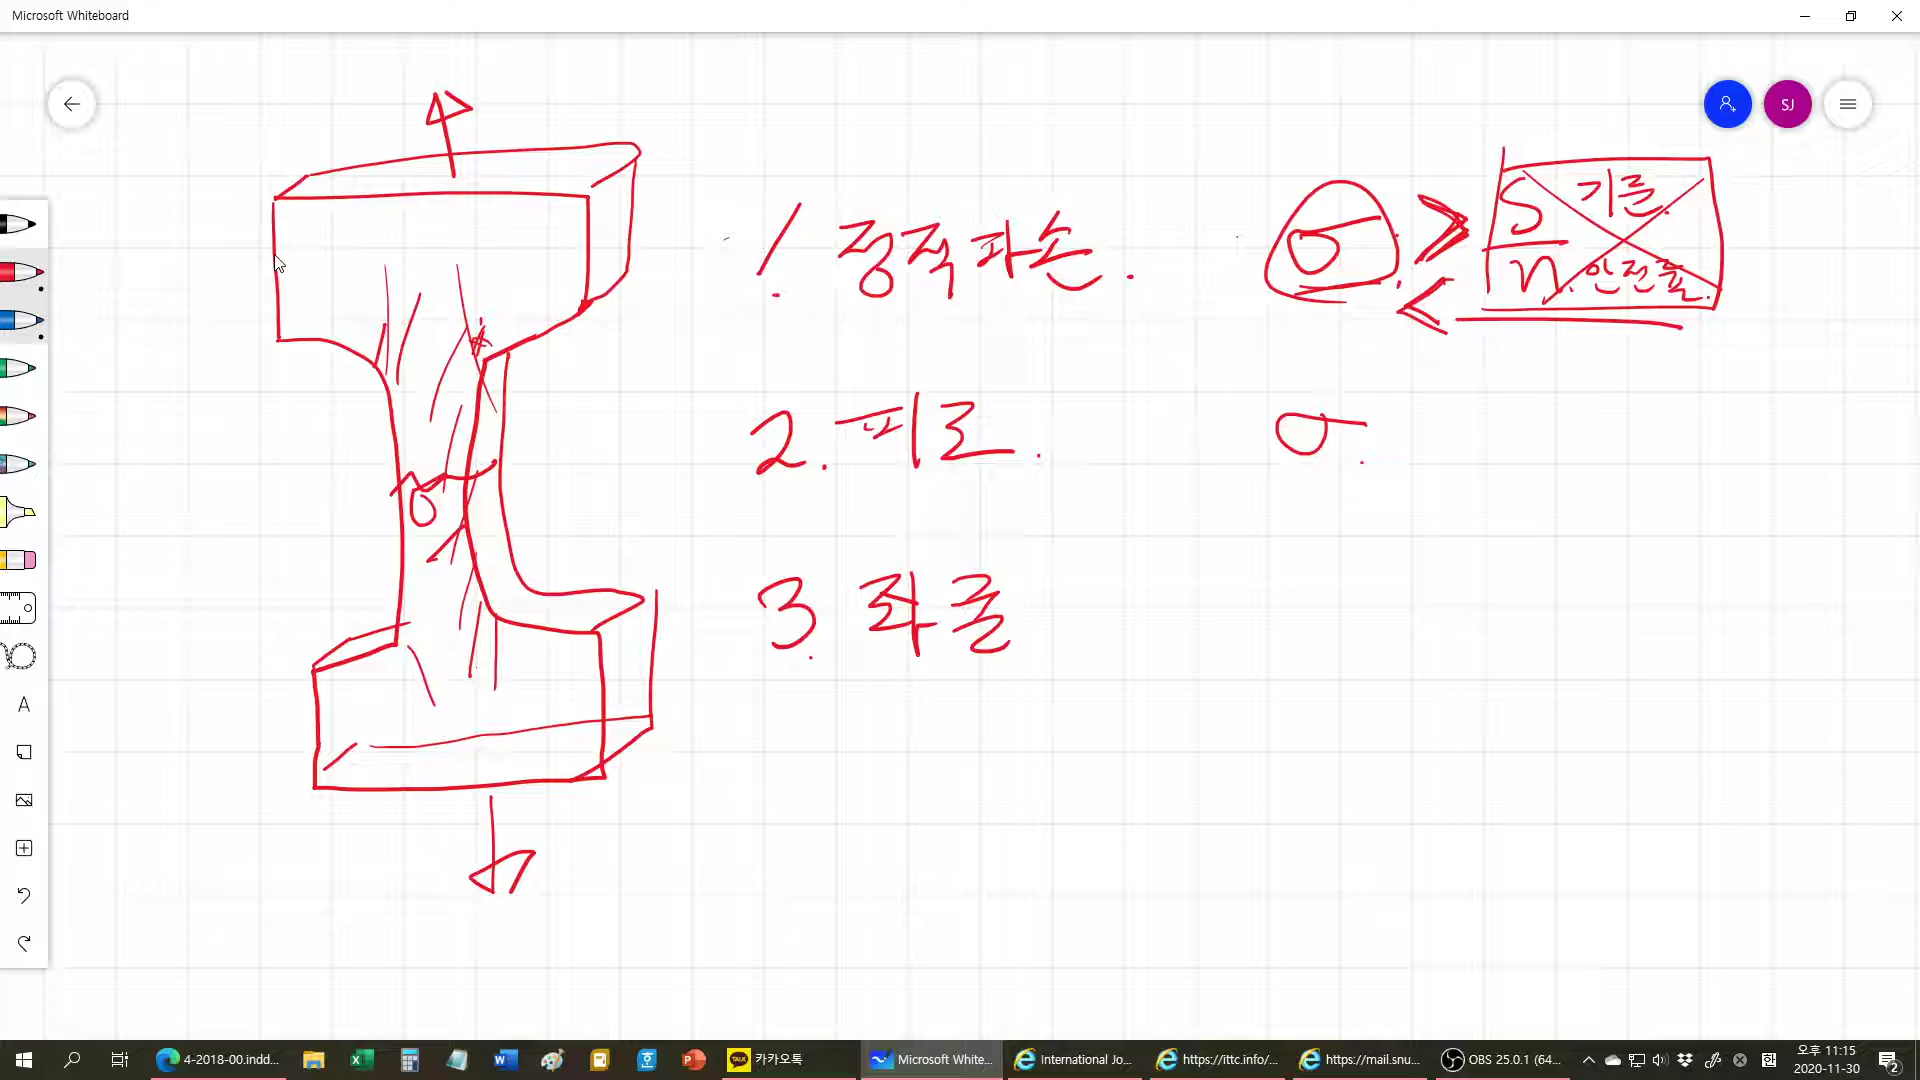 Microsoft Whiteboard
SJ
1. 정적파손.
σ > S 기준
< n. 안전율.
2. 피로.
σ.
3. 좌굴
σ
A
4-2018-00.indd...
카카오톡
Microsoft White...
International Jo...
https://ittc.info/...
https://mail.snu...
OBS 25.0.1 (64...
오후 11:15
2020-11-30
2